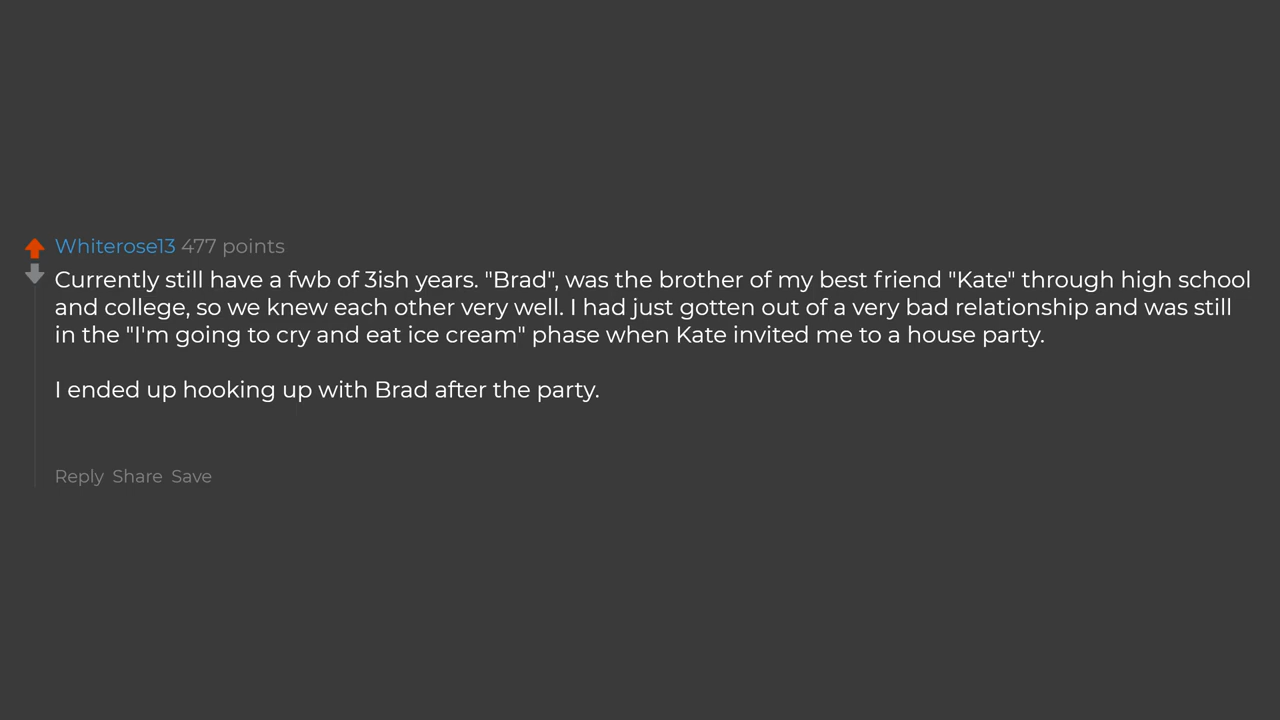 Whiterose13 477 points
Currently still have a fwb of 3ish years. "Brad", was the brother of my best friend "Kate" through high school
and college, so we knew each other very well. I had just gotten out of a very bad relationship and was still
in the "I'm going to cry and eat ice cream" phase when Kate invited me to a house party.
I ended up hooking up with Brad after the party.
Reply Share Save